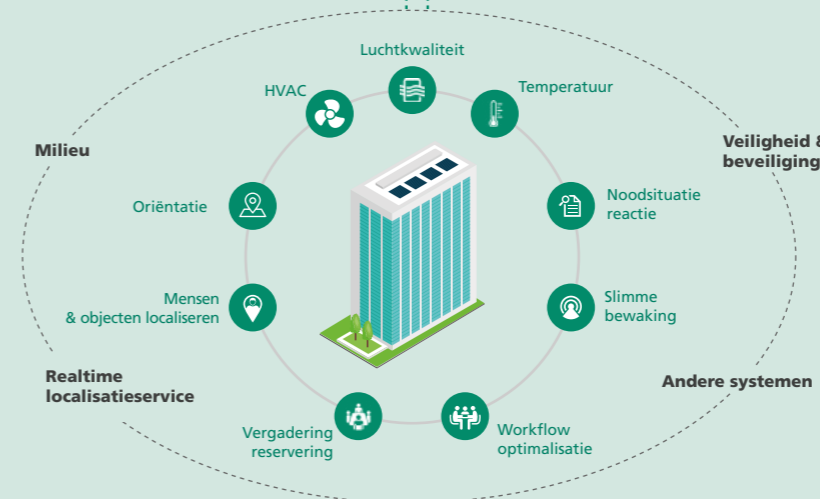 Luchtkwaliteit
HVAC
Temperatuur
Milieu
Veiligheid &
beveiliging
Oriëntatie
Noodsituatie
reactie
Mensen
& objecten localiseren
Slimme
bewaking
Realtime
localisatieservice
Andere systemen
Vergadering
reservering
Workflow
optimalisatie